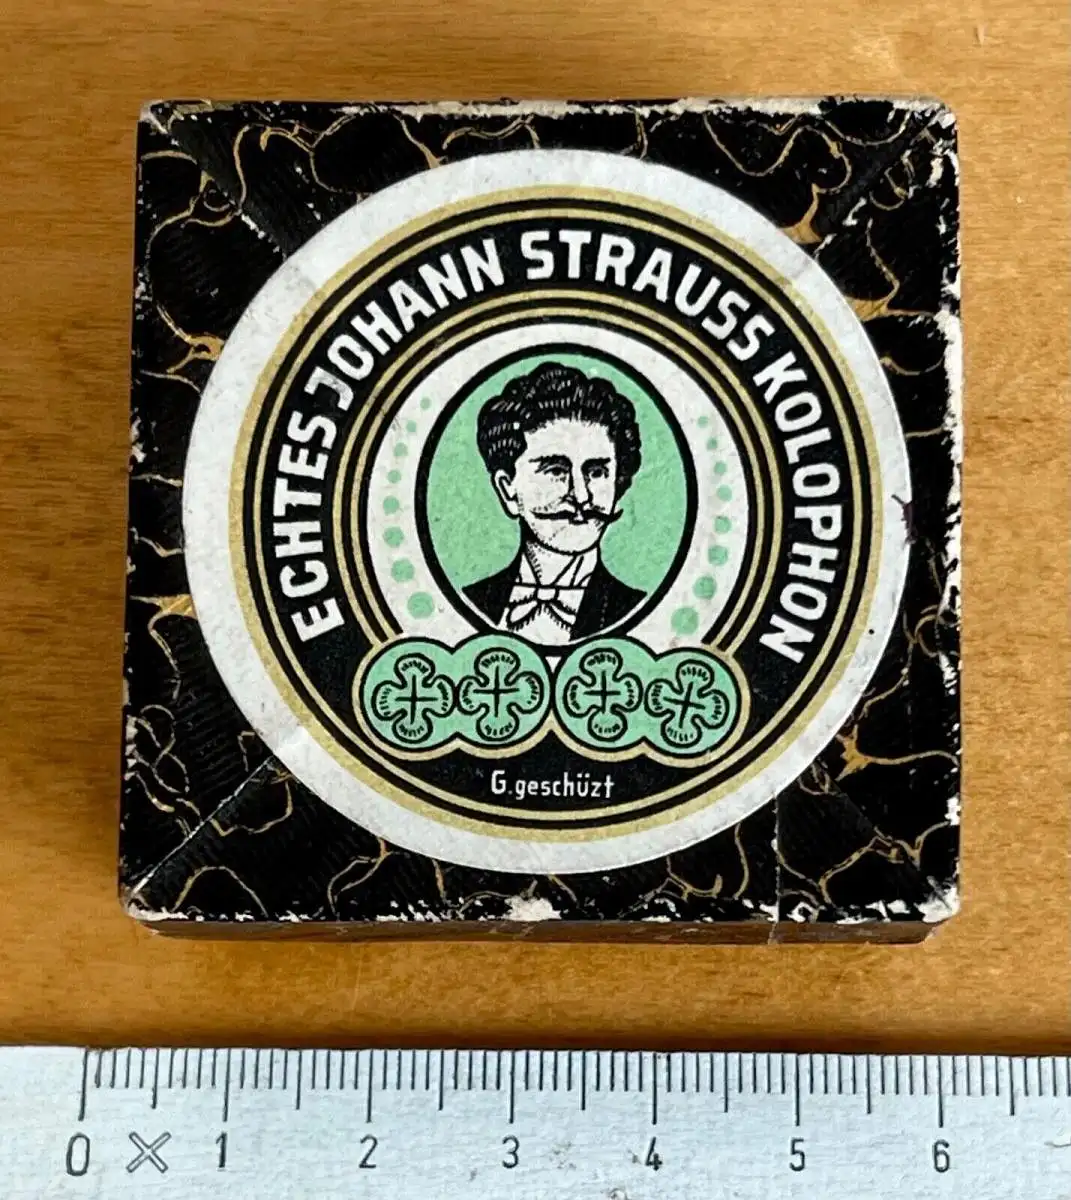 ECHTES JOHANN STRAUSS KOLOPHON
G.geschüzt
0 1 2 3 4 5 6